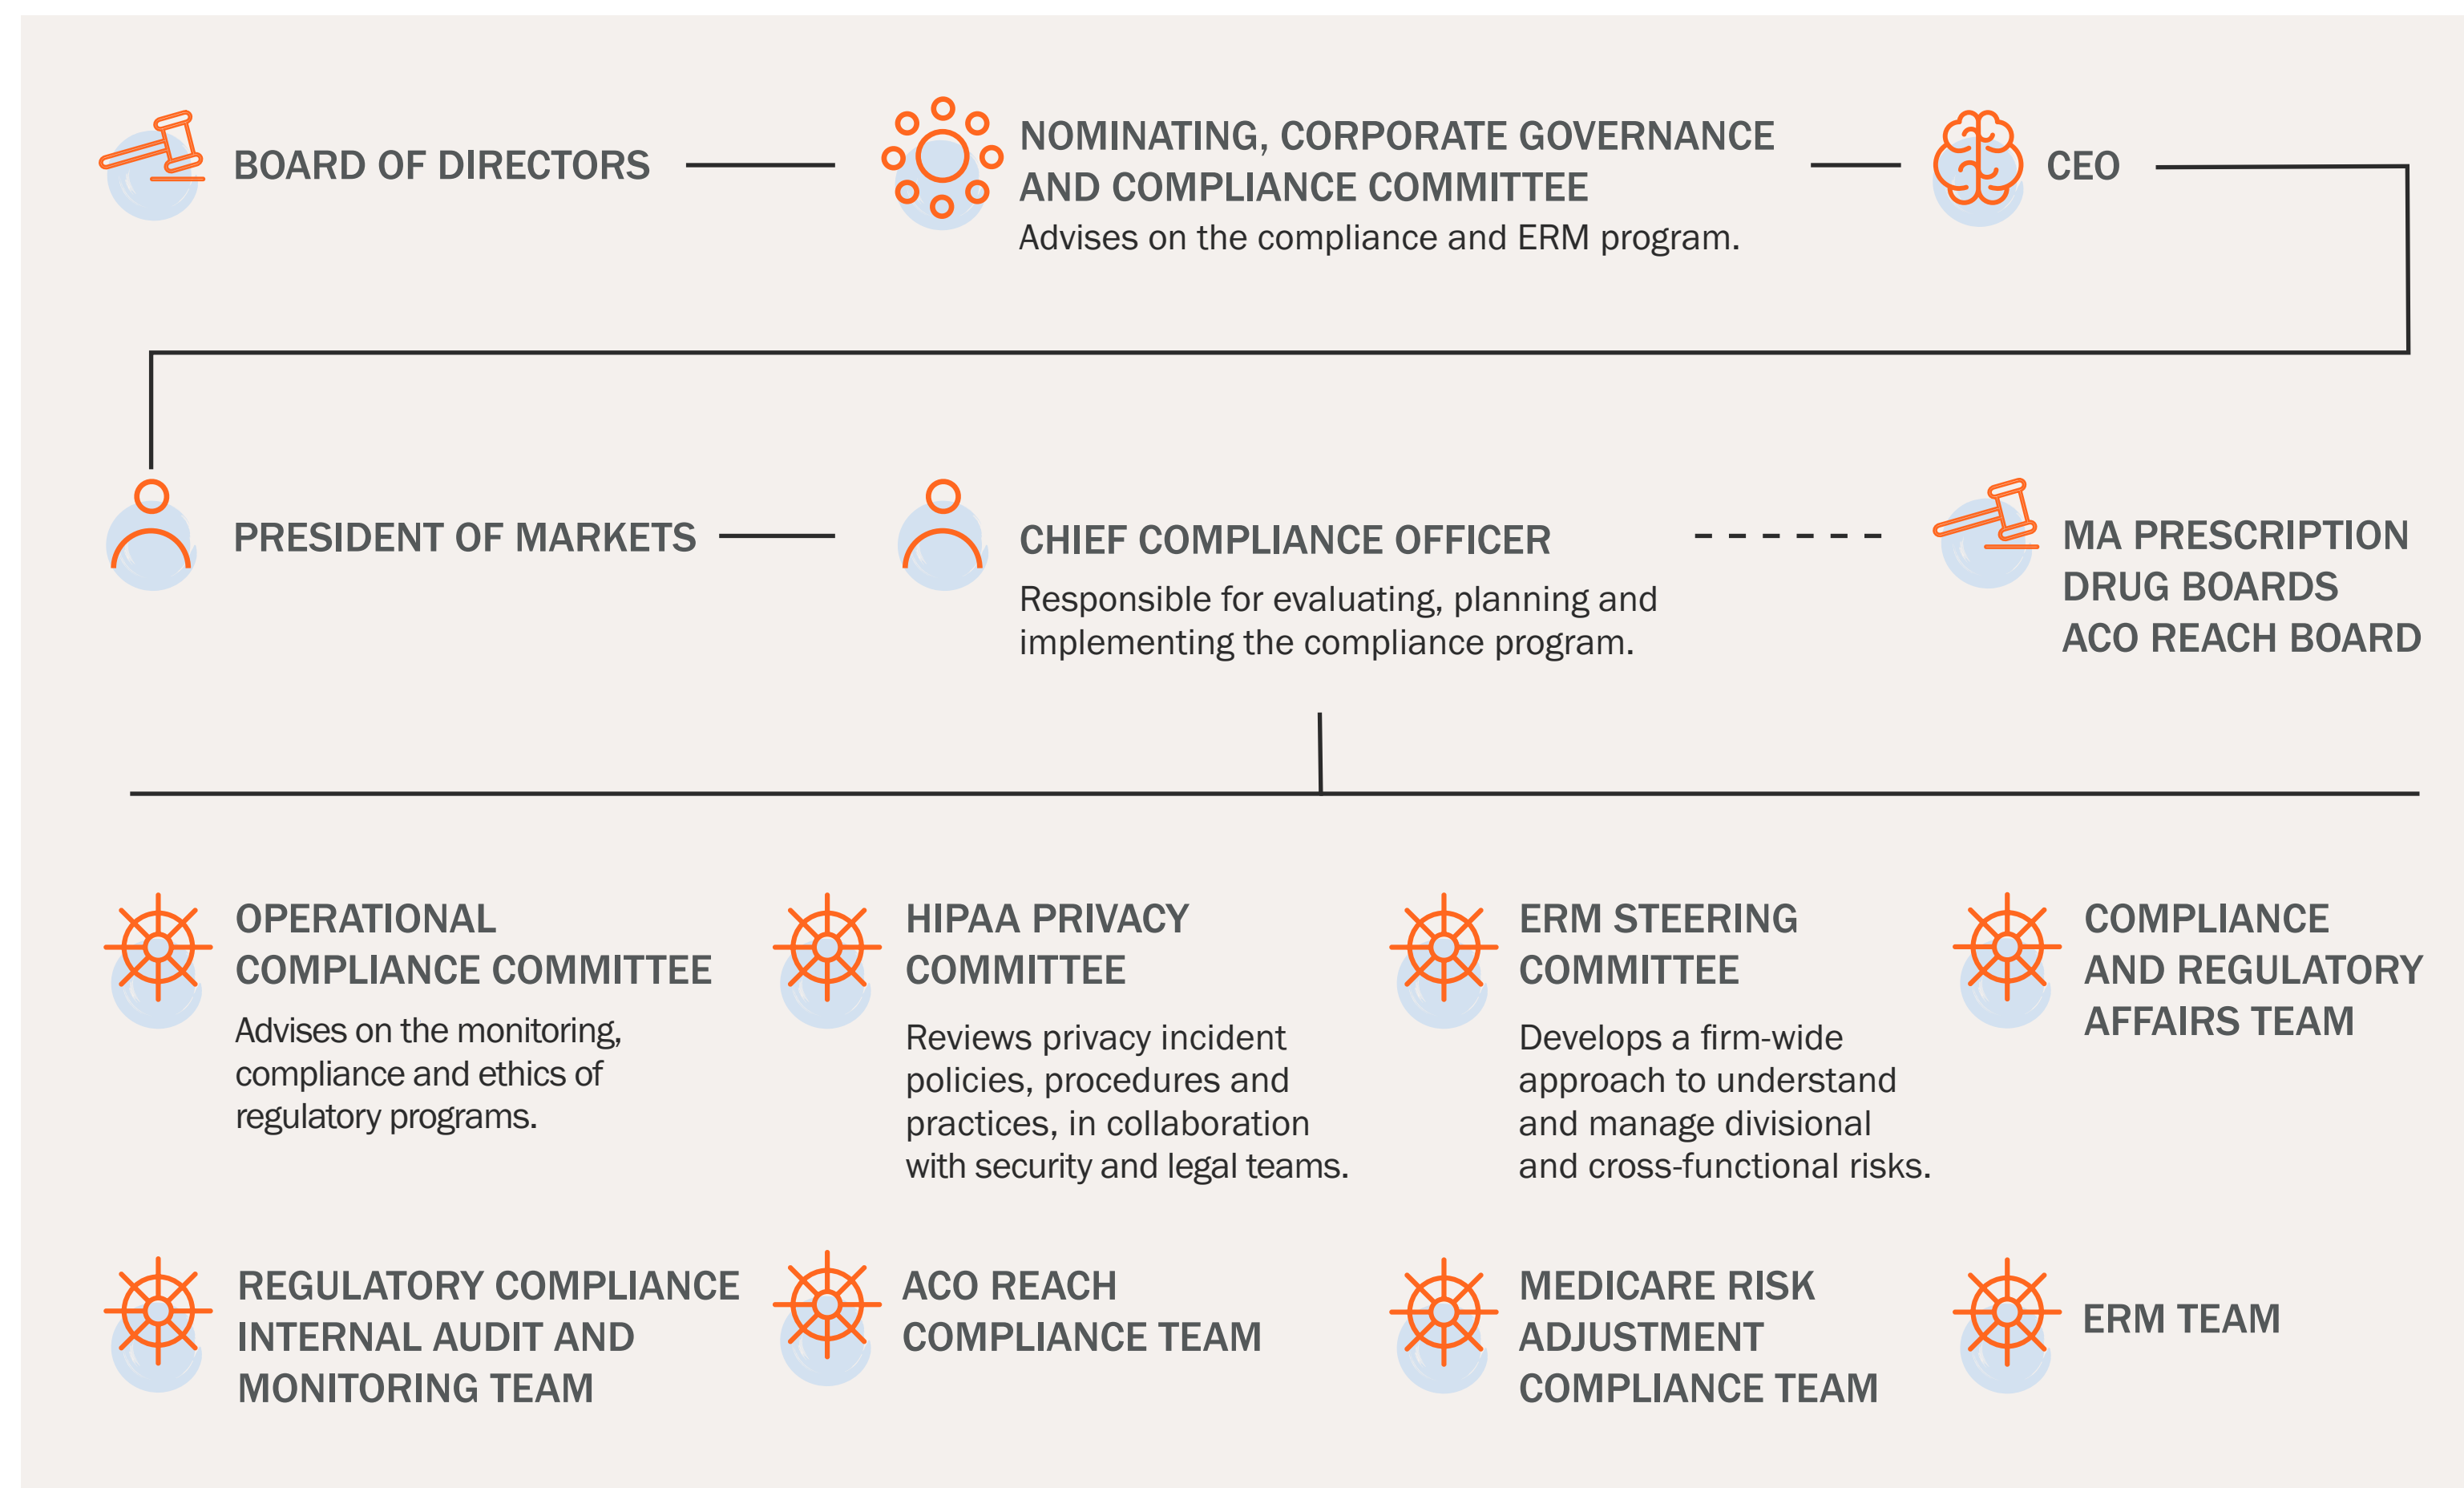 BOARD OF DIRECTORS
NOMINATING, CORPORATE GOVERNANCE
AND COMPLIANCE COMMITTEE
Advises on the compliance and ERM program.
CEO
PRESIDENT OF MARKETS
CHIEF COMPLIANCE OFFICER
Responsible for evaluating, planning and
implementing the compliance program.
MA PRESCRIPTION
DRUG BOARDS
ACO REACH BOARD
OPERATIONAL
COMPLIANCE COMMITTEE
Advises on the monitoring,
compliance and ethics of
regulatory programs.
HIPAA PRIVACY
COMMITTEE
Reviews privacy incident
policies, procedures and
practices, in collaboration
with security and legal teams.
ERM STEERING
COMMITTEE
Develops a firm-wide
approach to understand
and manage divisional
and cross-functional risks.
COMPLIANCE
AND REGULATORY
AFFAIRS TEAM
REGULATORY COMPLIANCE
INTERNAL AUDIT AND
MONITORING TEAM
ACO REACH
COMPLIANCE TEAM
MEDICARE RISK
ADJUSTMENT
COMPLIANCE TEAM
ERM TEAM